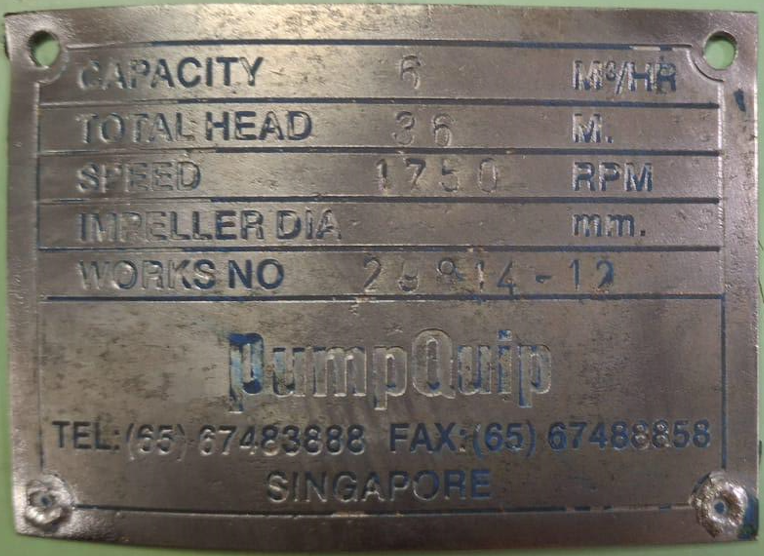 CAPACITY 6 M³/HR
TOTAL HEAD 36 M.
SPEED 1750 RPM
IMPELLER DIA mm.
WORKS NO
PumpQuip
TEL:(65) 67483888 FAX:(65) 67488858
SINGAPORE